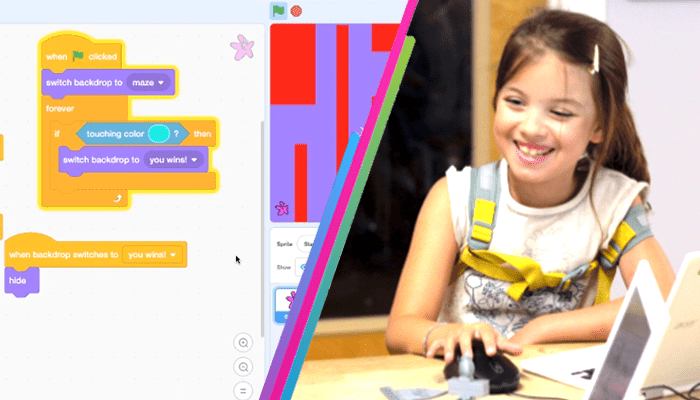 when clicked
switch backdrop to maze
forever
if touching color ? then
switch backdrop to you wins!
when backdrop switches to you wins!
hide
Sprite
Show
acer